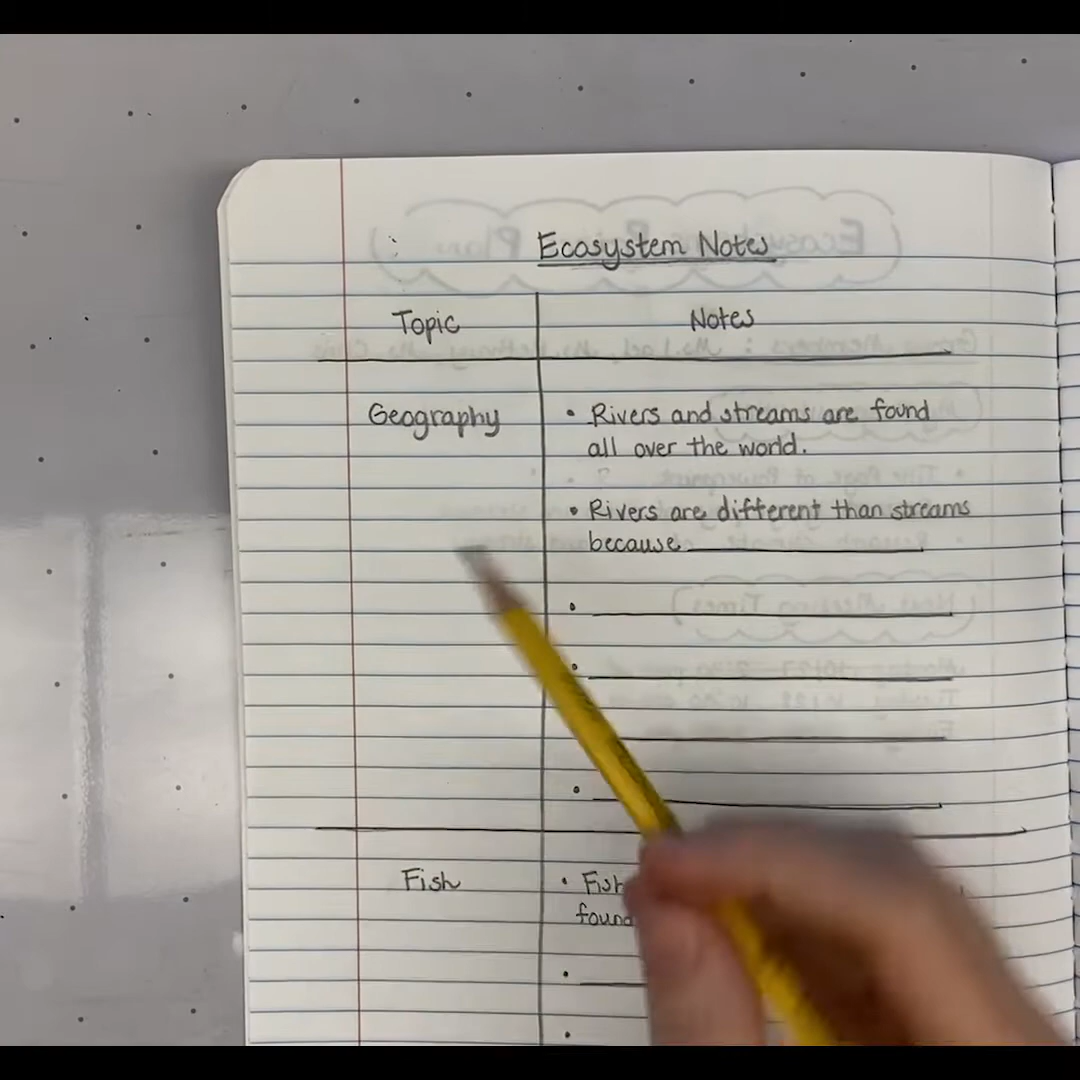 Ecosystem Notes
Topic
Notes
Geography
• Rivers and streams are found
all over the world.
• Rivers are different than streams
because
Fish
• Fish
found